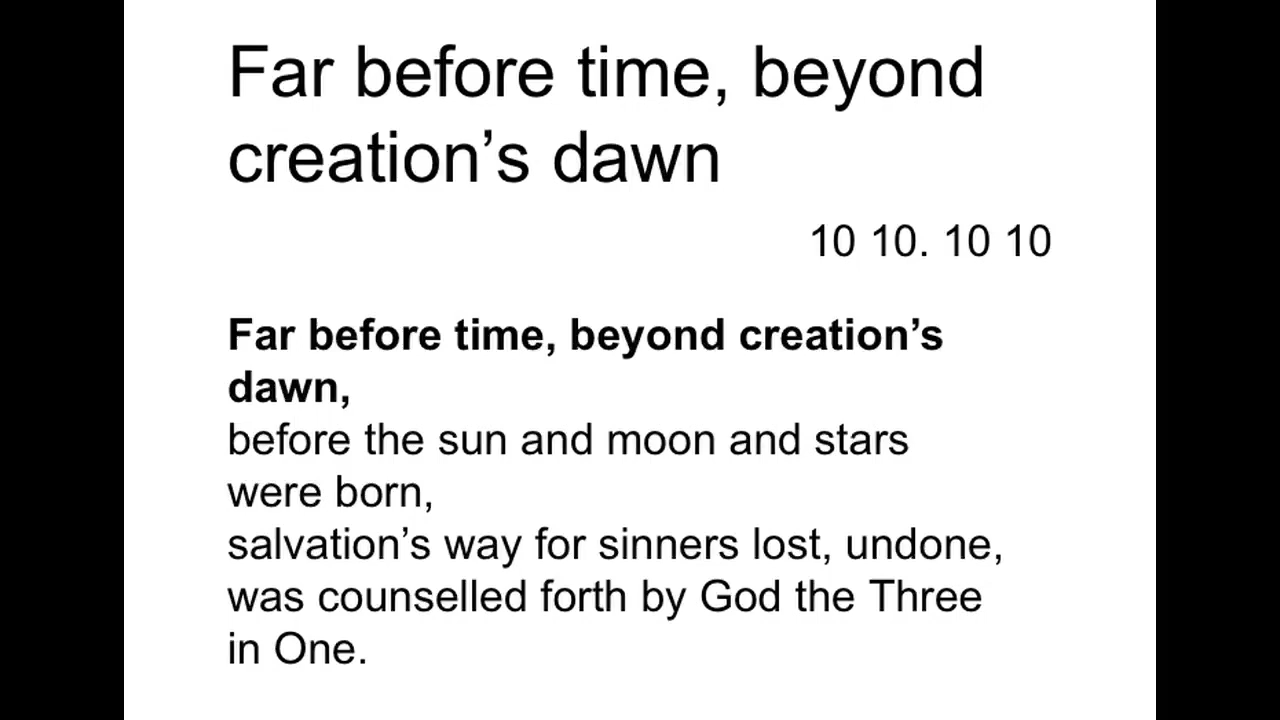 Far before time, beyond
creation’s dawn
10 10. 10 10
Far before time, beyond creation’s
dawn,
before the sun and moon and stars
were born,
salvation’s way for sinners lost, undone,
was counselled forth by God the Three
in One.